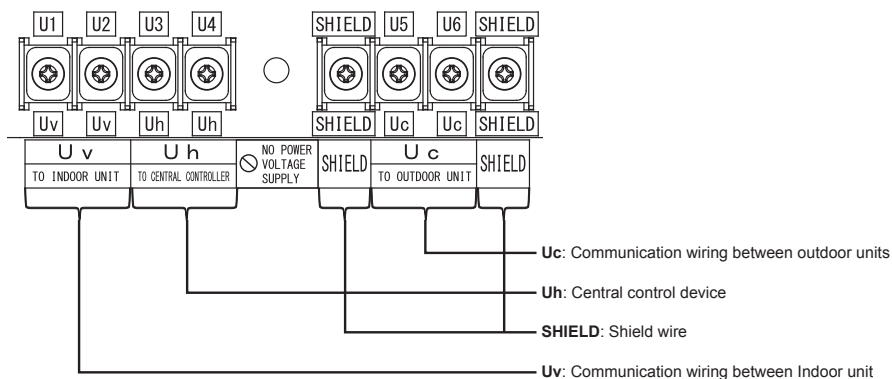 U1 U2 U3 U4 SHIELD U5 U6 SHIELD
Uv Uv Uh Uh SHIELD Uc Uc SHIELD
U v U h NO POWER VOLTAGE SUPPLY SHIELD U c SHIELD
TO INDOOR UNIT TO CENTRAL CONTROLLER TO OUTDOOR UNIT
Uc: Communication wiring between outdoor units
Uh: Central control device
SHIELD: Shield wire
Uv: Communication wiring between Indoor unit